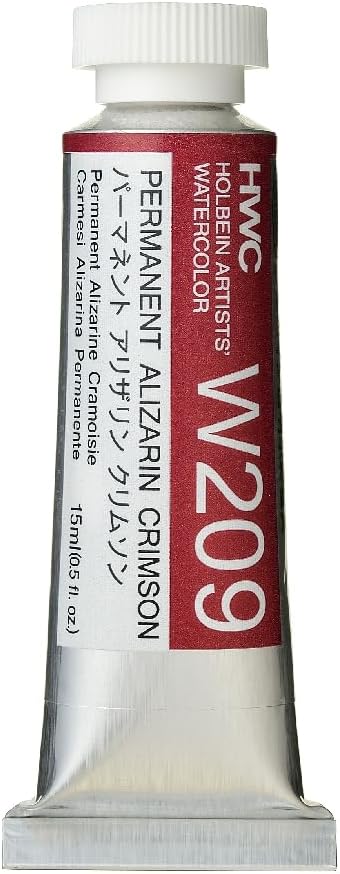 HWC
HOLBEIN ARTISTS'
WATERCOLOR
W209
PERMANENT ALIZARIN CRIMSON
パーマネント アリザリン クリムソン
Permanent Alizarine Cramoisie
Carmesi Alizarina Permanente
15ml(0.5 fl. oz.)